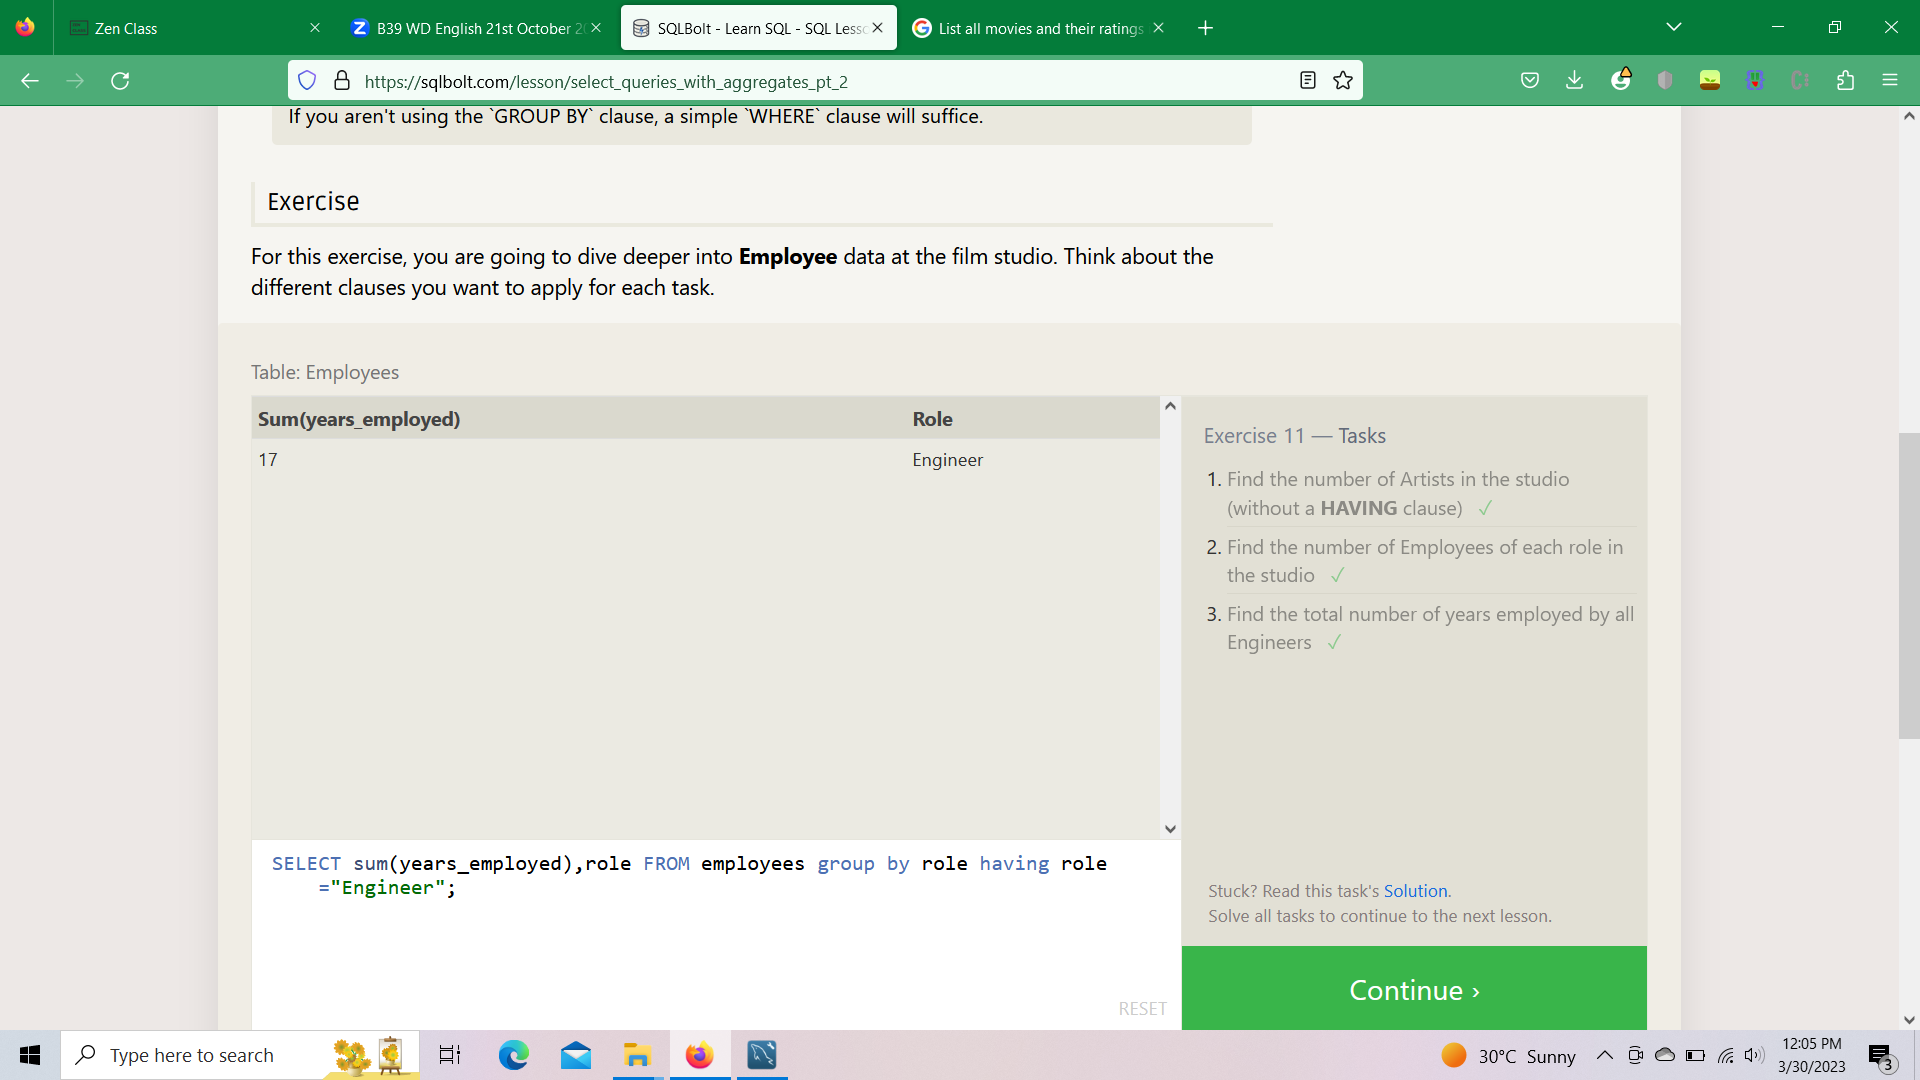 Zen Class
B39 WD English 21st October 20
SQLBolt - Learn SQL - SQL Lesso
List all movies and their ratings
https://sqlbolt.com/lesson/select_queries_with_aggregates_pt_2
If you aren't using the `GROUP BY` clause, a simple `WHERE` clause will suffice.
Exercise
For this exercise, you are going to dive deeper into Employee data at the film studio. Think about the
different clauses you want to apply for each task.
Table: Employees
Sum(years_employed) Role
17 Engineer
Exercise 11 — Tasks
1. Find the number of Artists in the studio
(without a HAVING clause) ✓
2. Find the number of Employees of each role in
the studio ✓
3. Find the total number of years employed by all
Engineers ✓
SELECT sum(years_employed),role FROM employees group by role having role
="Engineer";
RESET
Stuck? Read this task's Solution.
Solve all tasks to continue to the next lesson.
Continue ›
Type here to search
30°C Sunny
12:05 PM
3/30/2023
3